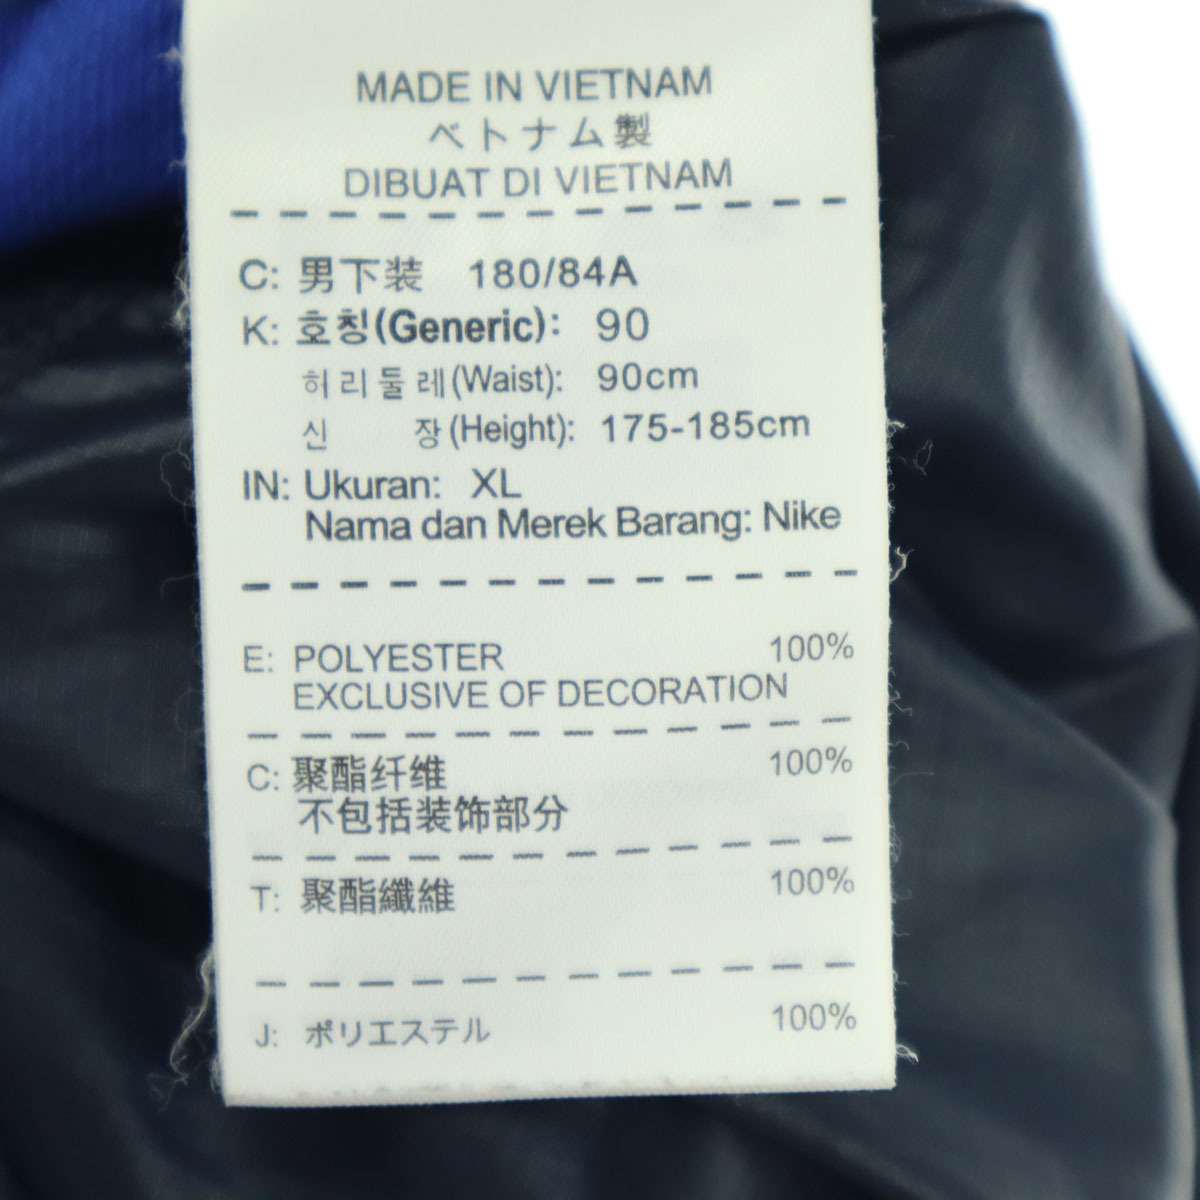 MADE IN VIETNAM
ベトナム製
DIBUAT DI VIETNAM
C: 男下装 180/84A
K: 호칭(Generic): 90
허리둘레(Waist): 90cm
신 장(Height): 175-185cm
IN: Ukuran: XL
Nama dan Merek Barang: Nike
E: POLYESTER 100%
EXCLUSIVE OF DECORATION
C: 聚酯纤维 100%
不包括装饰部分
T: 聚酯纖維 100%
J: ポリエステル 100%